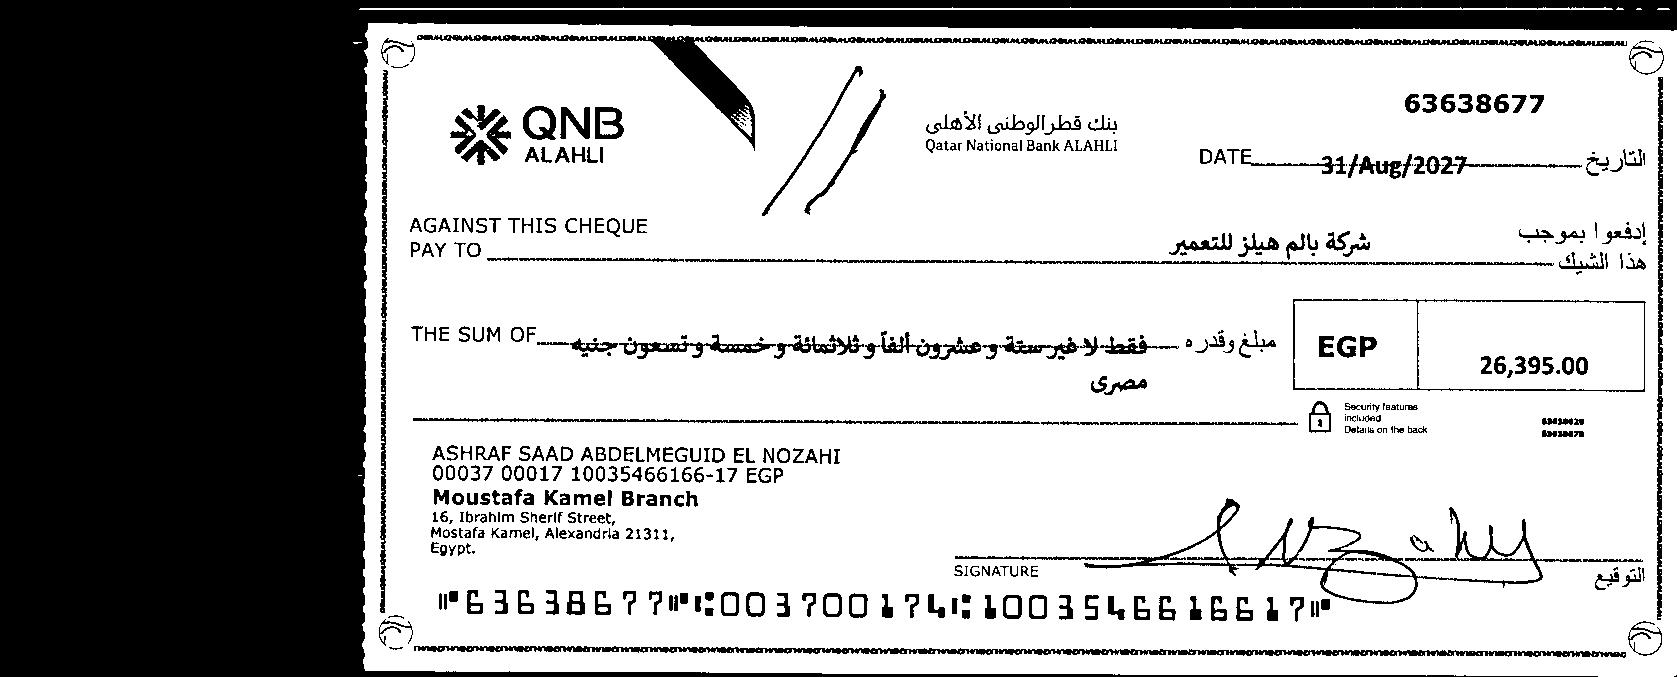 QNB
ALAHLI
بنك قطر الوطني الأهلي
Qatar National Bank ALAHLI
63638677
DATE 31/Aug/2027 التاريخ
AGAINST THIS CHEQUE
PAY TO
شركة بالم هيلز للتعمير
إدفعوا بموجب
هذا الشيك
THE SUM OF فقط لا غير ستة و عشرون ألفاً و ثلاثمائة و خمسة و تسعون جنيه مبلغ وقدره
مصرى
EGP 26,395.00
Security features
included
Details on the back
ASHRAF SAAD ABDELMEGUID EL NOZAHI
00037 00017 10035466166-17 EGP
Moustafa Kamel Branch
16, Ibrahim Sherif Street,
Mostafa Kamel, Alexandria 21311,
Egypt.
SIGNATURE التوقيع
⑈63638677⑈⑆003700174⑆1003546616617⑈